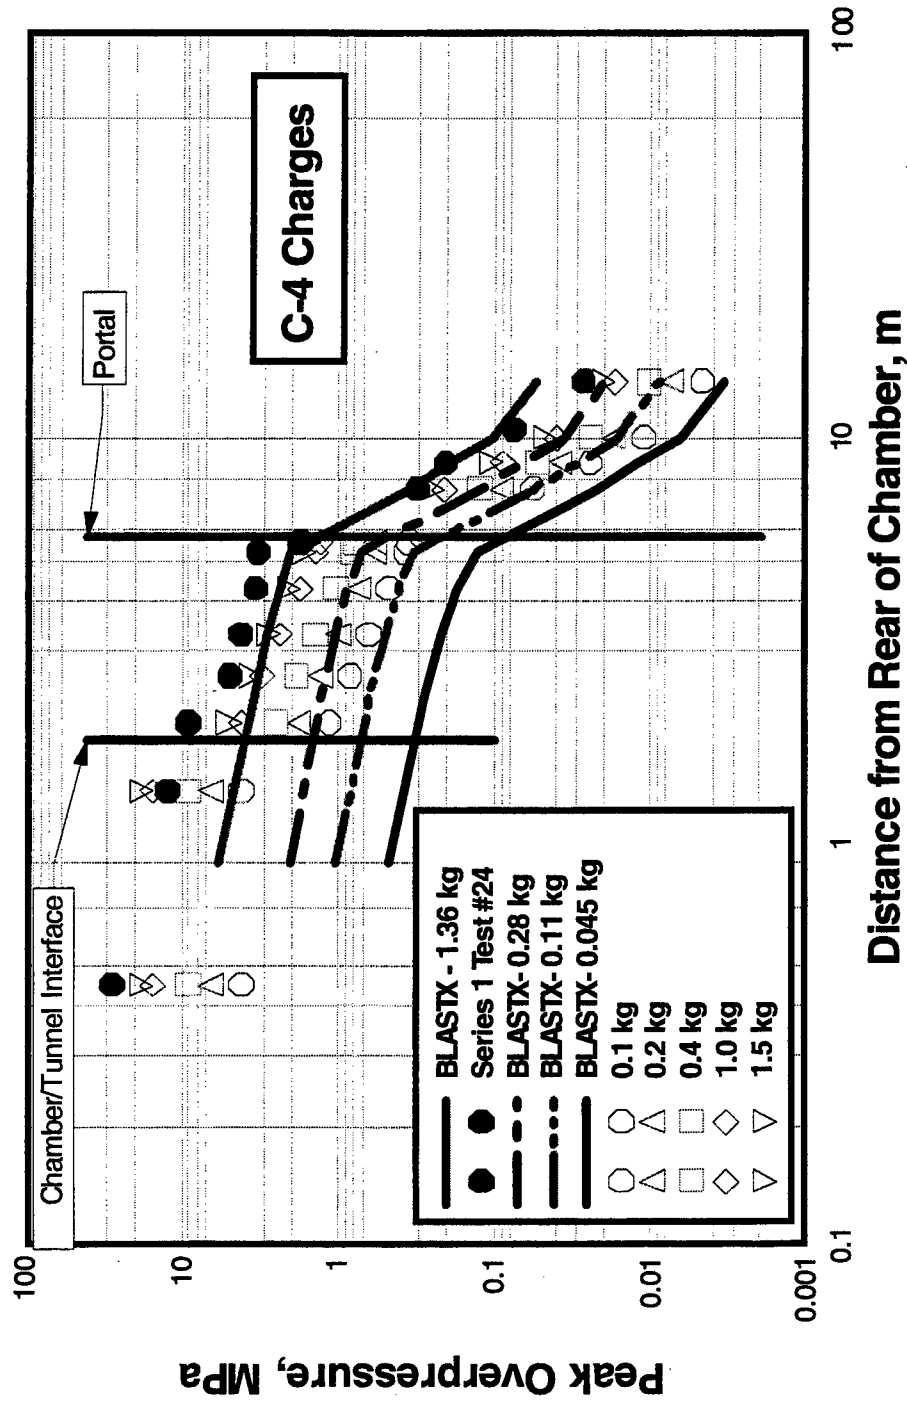 Peak Overpressure, MPa
100
10
1
0.1
0.01
0.001
Chamber/Tunnel Interface
Portal
C-4 Charges
BLASTX - 1.36 kg
Series 1 Test #24
BLASTX- 0.28 kg
BLASTX- 0.11 kg
BLASTX- 0.045 kg
0.1 kg
0.2 kg
0.4 kg
1.0 kg
1.5 kg
0.1
1
10
100
Distance from Rear of Chamber, m